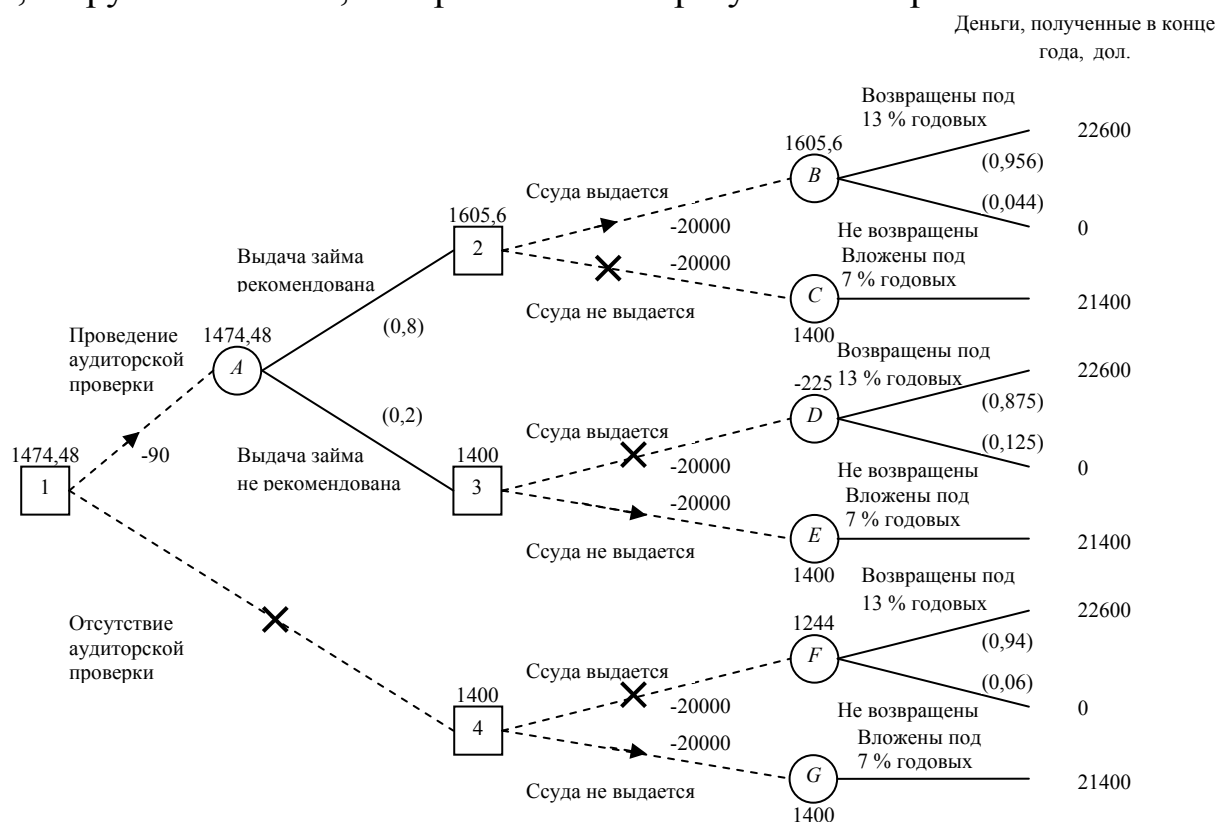 Деньги, полученные в конце
года, дол.
Возвращены под
13 % годовых
22600
1605,6
(0,956)
B
Ссуда выдается
(0,044)
1605,6
-20000
0
2
Не возвращены
Выдача займа
рекомендована
-20000
Вложены под
7 % годовых
C
21400
Ссуда не выдается
(0,8)
1400
Проведение
аудиторской
проверки
1474,48
A
Возвращены под
13 % годовых
22600
-225
(0,875)
(0,2)
D
Ссуда выдается
(0,125)
1474,48
-90
Выдача займа
не рекомендована
1400
-20000
0
1
3
Не возвращены
-20000
Вложены под
7 % годовых
E
21400
Ссуда не выдается
1400
Возвращены под
13 % годовых
22600
Отсутствие
аудиторской
проверки
1244
(0,94)
F
Ссуда выдается
(0,06)
1400
-20000
0
4
Не возвращены
-20000
Вложены под
7 % годовых
G
21400
Ссуда не выдается
1400